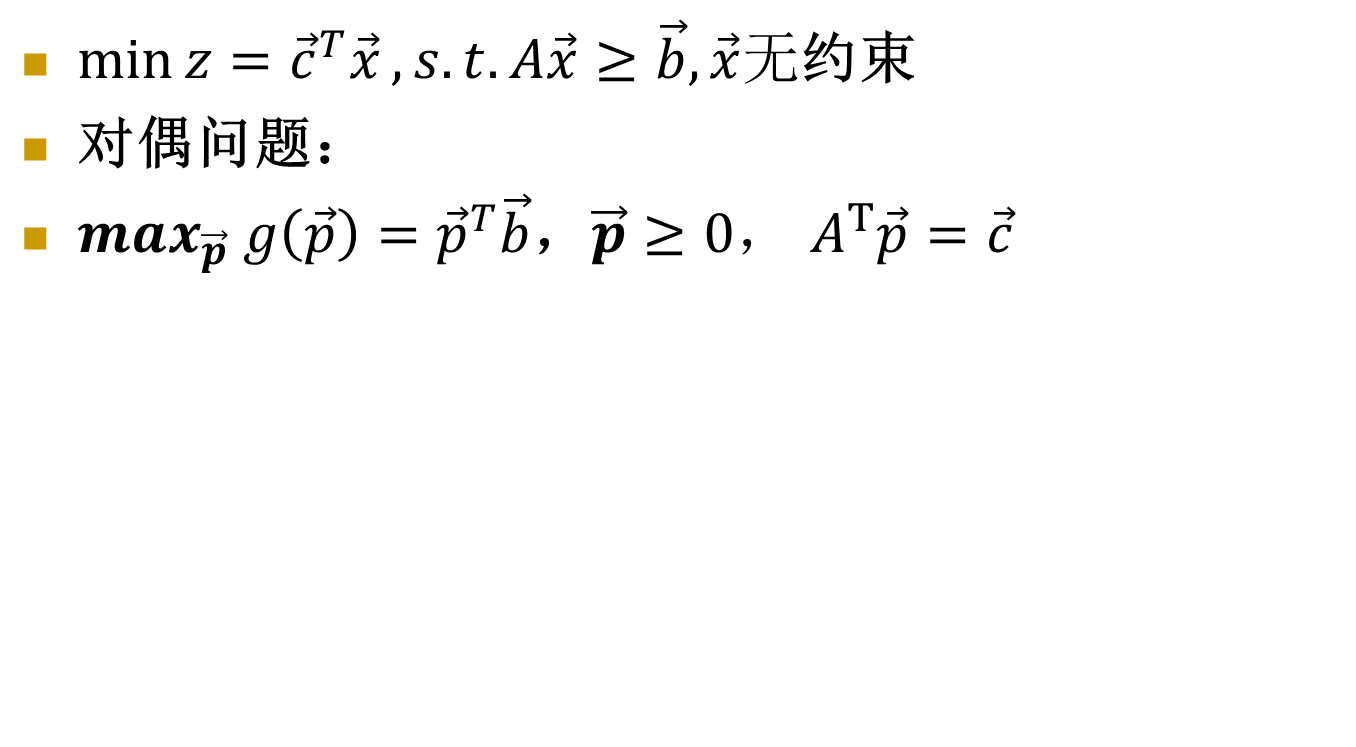 min z = c⃗ᵀx⃗, s.t. Ax⃗ ≥ b⃗, x⃗无约束
对偶问题：
max_p⃗ g(p⃗) = p⃗ᵀb⃗，p⃗ ≥ 0， Aᵀp⃗ = c⃗